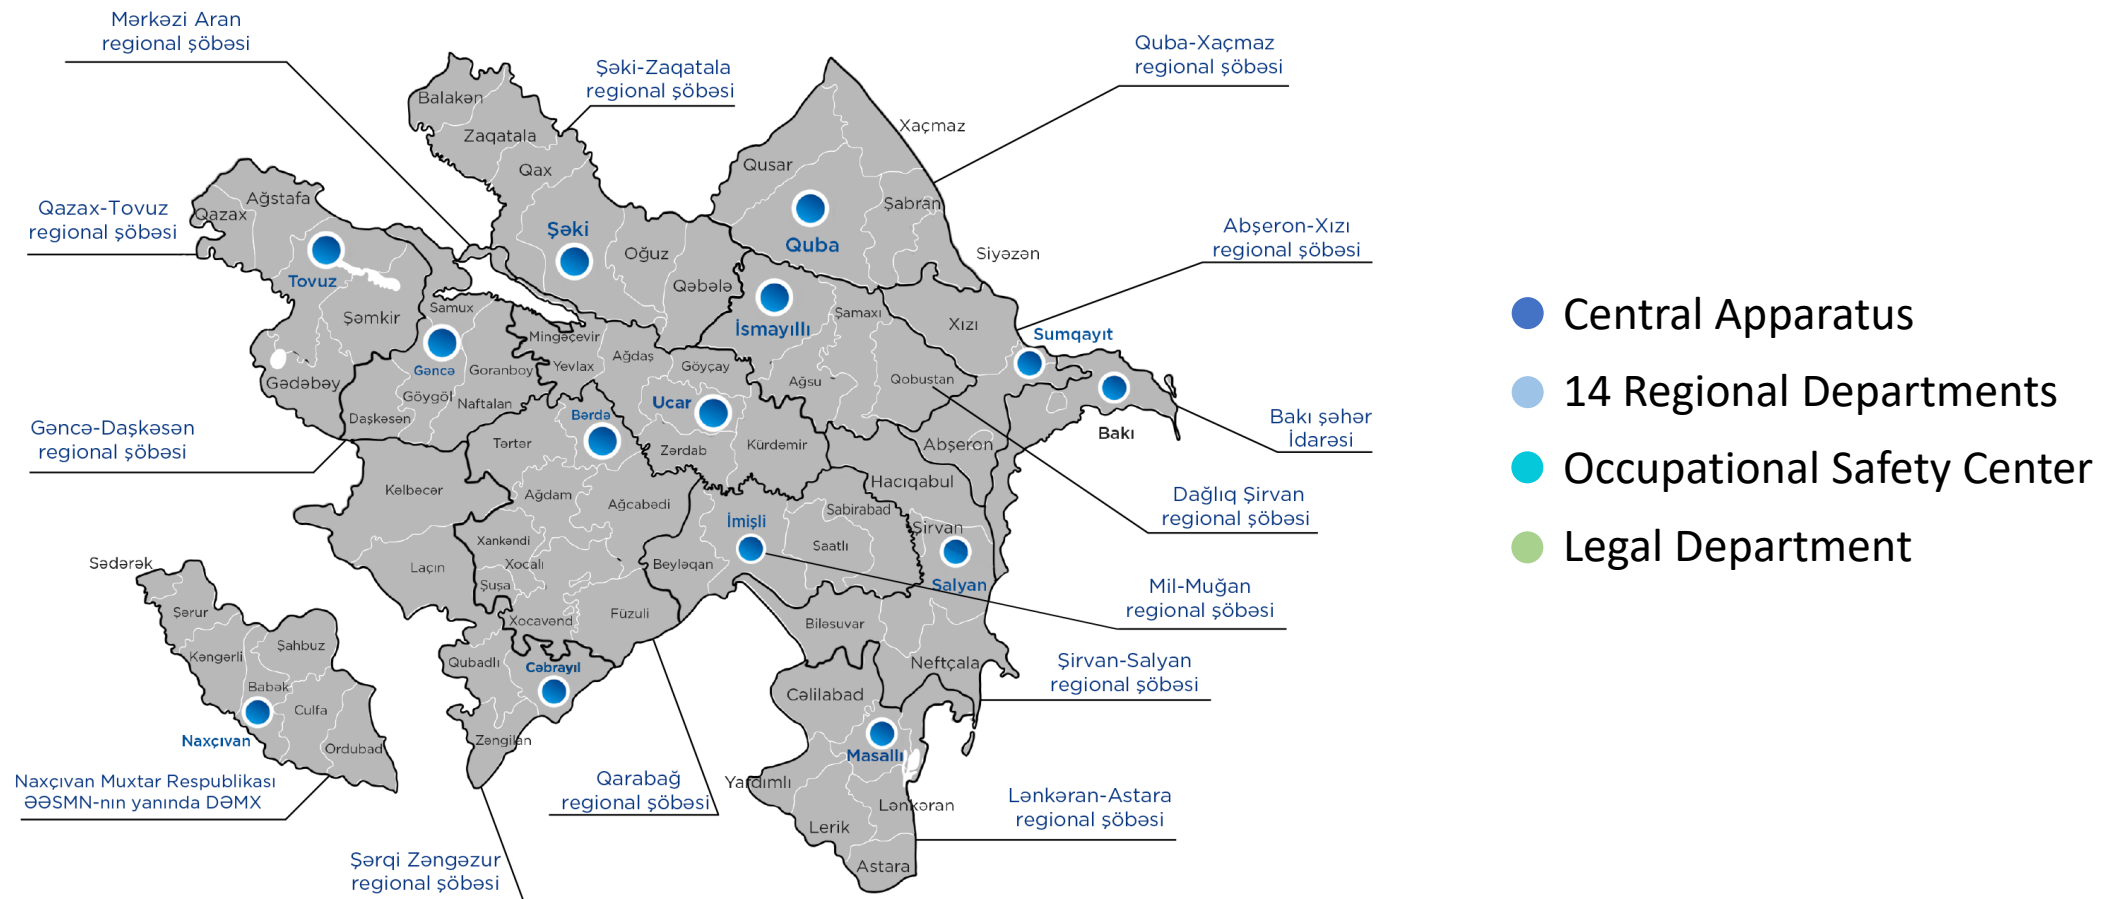 Mərkəzi Aran
regional şöbəsi
Şəki-Zaqatala
regional şöbəsi
Quba-Xaçmaz
regional şöbəsi
Qazax-Tovuz
regional şöbəsi
Abşeron-Xızı
regional şöbəsi
Balakən
Zaqatala
Qax
Xaçmaz
Qusar
Şabran
Quba
Siyəzən
Ağstafa
Qazax
Tovuz
Şəmkir
Gədəbəy
Şəki
Oğuz
Qəbələ
İsmayıllı
Şamaxı
Xızı
Sumqayıt
Samux
Gəncə
Goranboy
Göygöl
Naftalan
Daşkəsən
Mingəçevir
Yevlax
Ağdaş
Göyçay
Ağsu
Qobustan
Ucar
Bərdə
Tərtər
Zərdab
Kürdəmir
Abşeron
Bakı
Gəncə-Daşkəsən
regional şöbəsi
Bakı şəhər
İdarəsi
Kəlbəcər
Ağdam
Ağcabədi
Hacıqabul
Sabirabad
İmişli
Şirvan
Dağlıq Şirvan
regional şöbəsi
Xankəndi
Xocalı
Laçın
Şuşa
Beyləqan
Saatlı
Salyan
Mil-Muğan
regional şöbəsi
Xocavənd
Füzuli
Biləsuvar
Neftçala
Şirvan-Salyan
regional şöbəsi
Sədərək
Şərur
Şahbuz
Kəngərli
Babək
Culfa
Naxçıvan
Ordubad
Qubadlı
Cəbrayıl
Zəngilan
Cəlilabad
Masallı
Yardımlı
Lənkəran
Lerik
Astara
Naxçıvan Muxtar Respublikası
ƏƏSMN-nın yanında DƏMX
Qarabağ
regional şöbəsi
Lənkəran-Astara
regional şöbəsi
Şərqi Zəngəzur
regional şöbəsi
Central Apparatus
14 Regional Departments
Occupational Safety Center
Legal Department